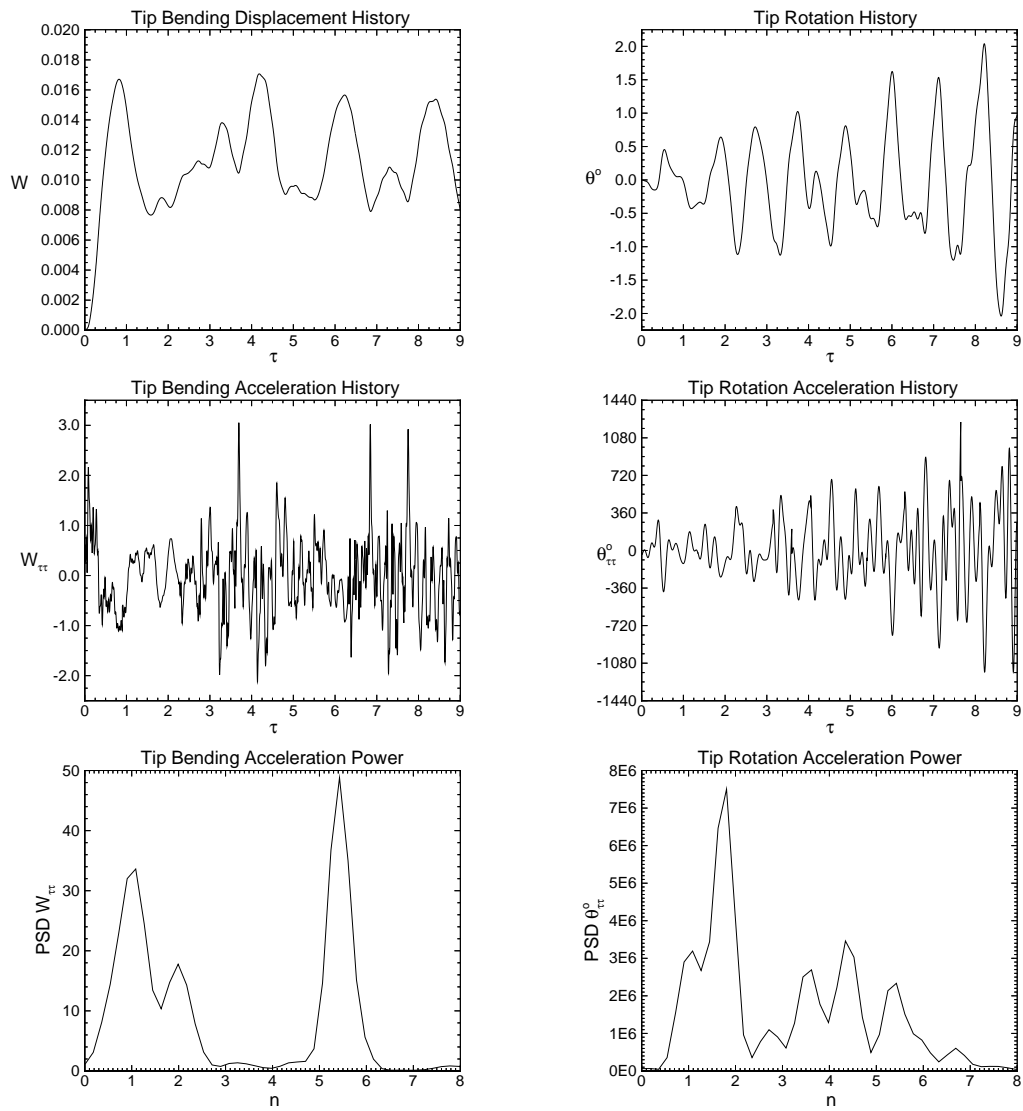 Tip Bending Displacement History
0.020
0.018
0.016
0.014
0.012
0.010
0.008
0.006
0.004
0.002
0.000
W
0 1 2 3 4 5 6 7 8 9
τ
Tip Rotation History
2.0
1.5
1.0
0.5
0.0
-0.5
-1.0
-1.5
-2.0
θ°
0 1 2 3 4 5 6 7 8 9
τ
Tip Bending Acceleration History
3.0
2.0
1.0
0.0
-1.0
-2.0
W_ττ
0 1 2 3 4 5 6 7 8 9
τ
Tip Rotation Acceleration History
1440
1080
720
360
0
-360
-720
-1080
-1440
θ°_ττ
0 1 2 3 4 5 6 7 8 9
τ
Tip Bending Acceleration Power
50
40
30
20
10
0
PSD W_ττ
0 1 2 3 4 5 6 7 8
n
Tip Rotation Acceleration Power
8E6
7E6
6E6
5E6
4E6
3E6
2E6
1E6
0E0
PSD θ°_ττ
0 1 2 3 4 5 6 7 8
n